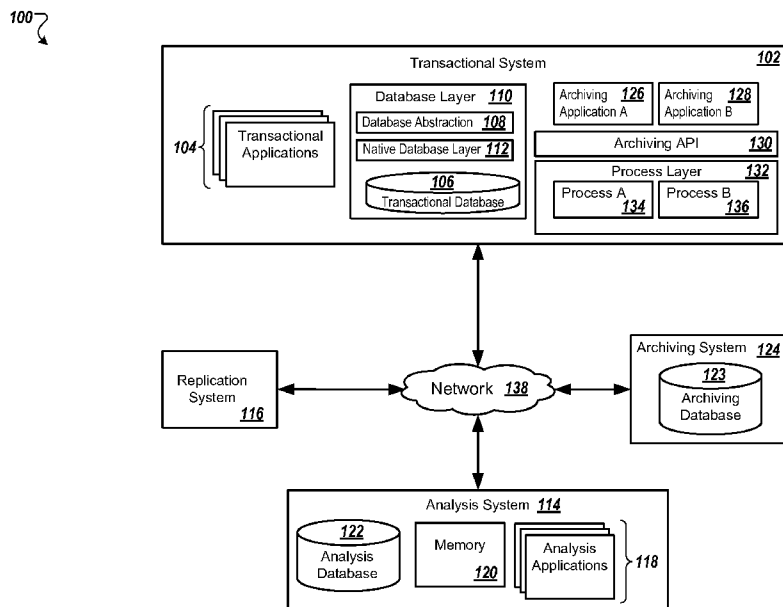 100
Transactional System 102
104 Transactional Applications
Database Layer 110
Database Abstraction 108
Native Database Layer 112
106
Transactional Database
Archiving Application A 126
Archiving Application B 128
Archiving API 130
Process Layer 132
Process A 134
Process B 136
Replication System 116
Network 138
Archiving System 124
123
Archiving Database
Analysis System 114
122
Analysis Database
Memory 120
Analysis Applications 118